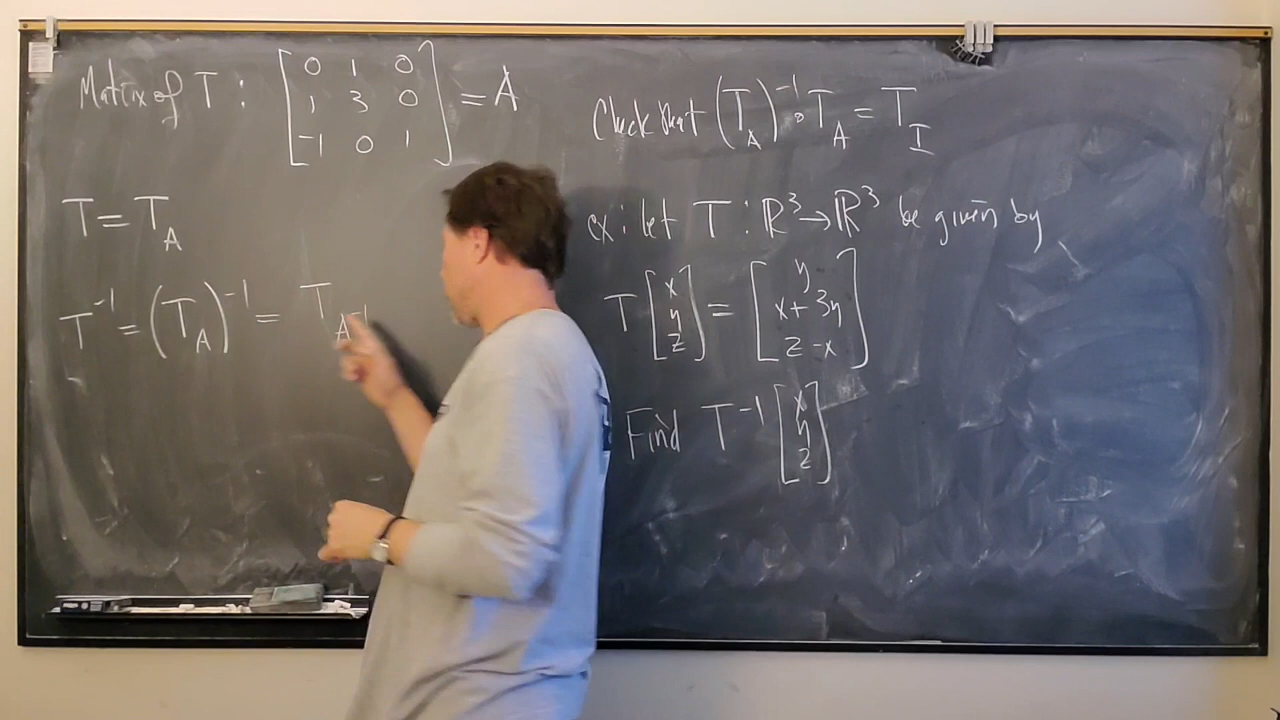 Matrix of T : [ 0 1 0
1 3 0
-1 0 1 ] = A
T = T_A
T⁻¹ = (T_A)⁻¹ = T_A⁻¹
Check that (T_A)⁻¹ ∘ T_A = T_I
ex : let T : ℝ³ → ℝ³ be given by
T [ x y z ] = [ y
x + 3y
z - x ]
Find T⁻¹ [ x y z ]